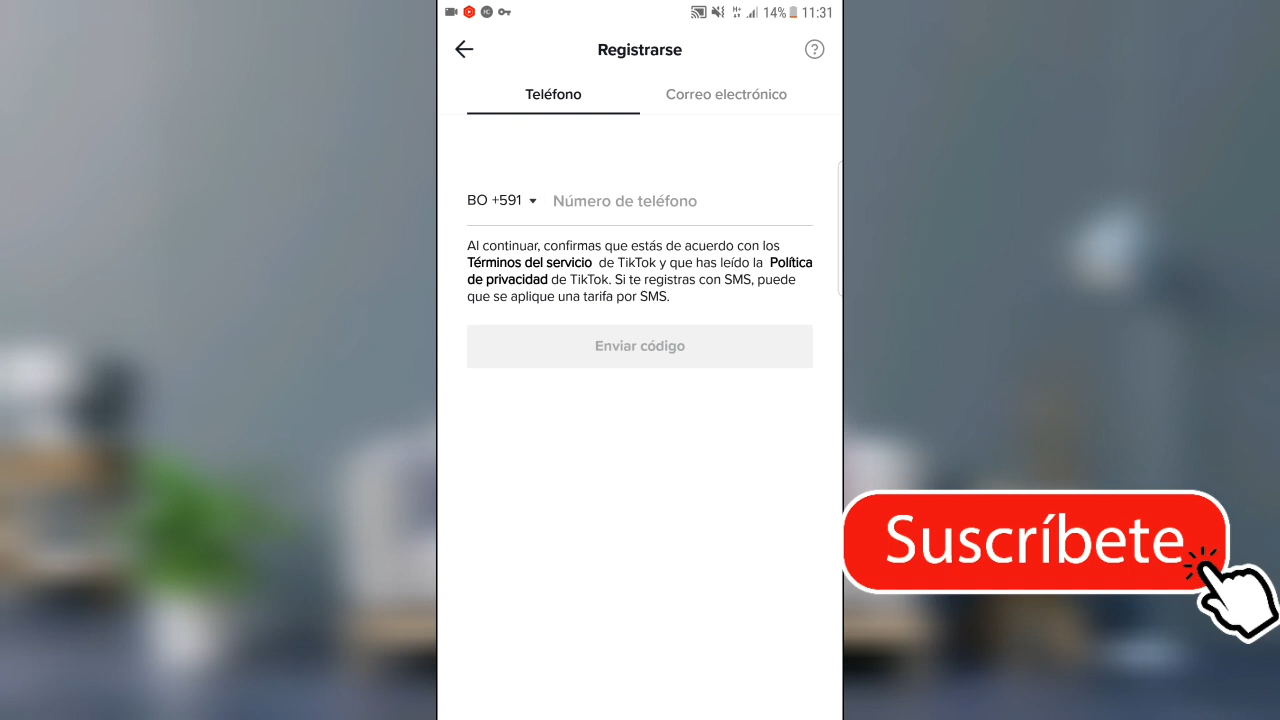 14% 11:31
Registrarse
Teléfono Correo electrónico
BO +591 Número de teléfono
Al continuar, confirmas que estás de acuerdo con los
Términos del servicio de TikTok y que has leído la Política
de privacidad de TikTok. Si te registras con SMS, puede
que se aplique una tarifa por SMS.
Enviar código
Suscríbete